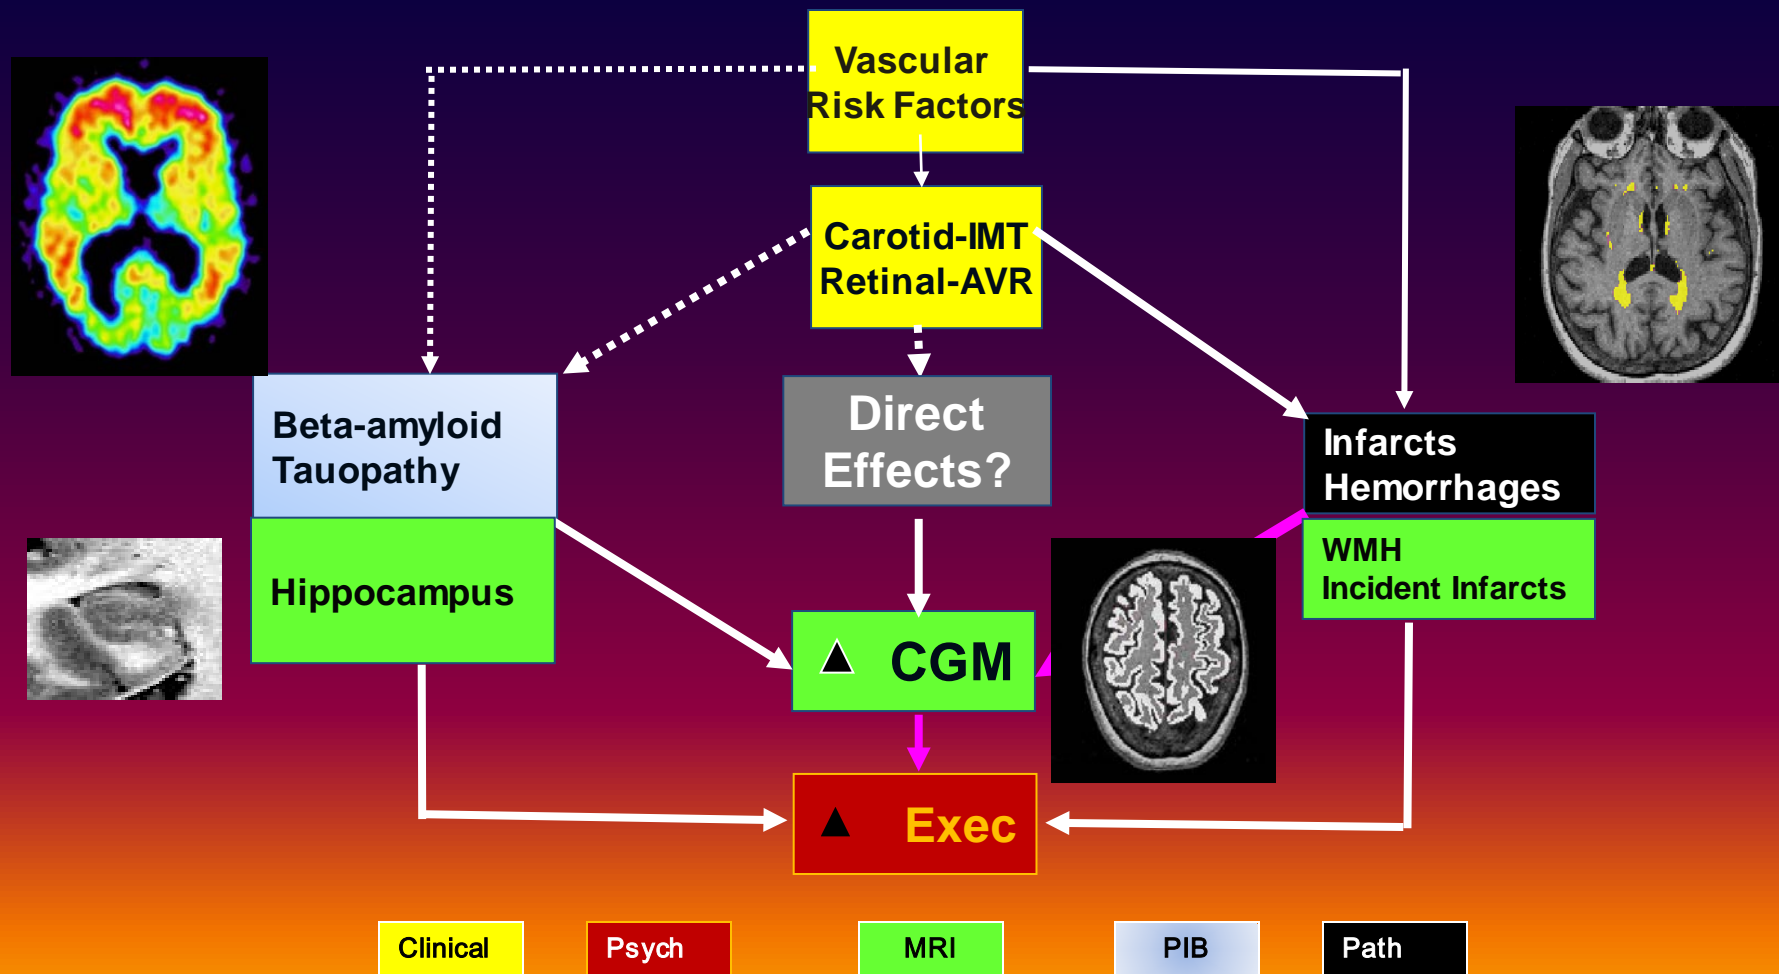 Vascular
Risk Factors
Carotid-IMT
Retinal-AVR
Beta-amyloid
Tauopathy
Direct
Effects?
Infarcts
Hemorrhages
Hippocampus
WMH
Incident Infarcts
▲ CGM
▲ Exec
Clinical
Psych
MRI
PIB
Path